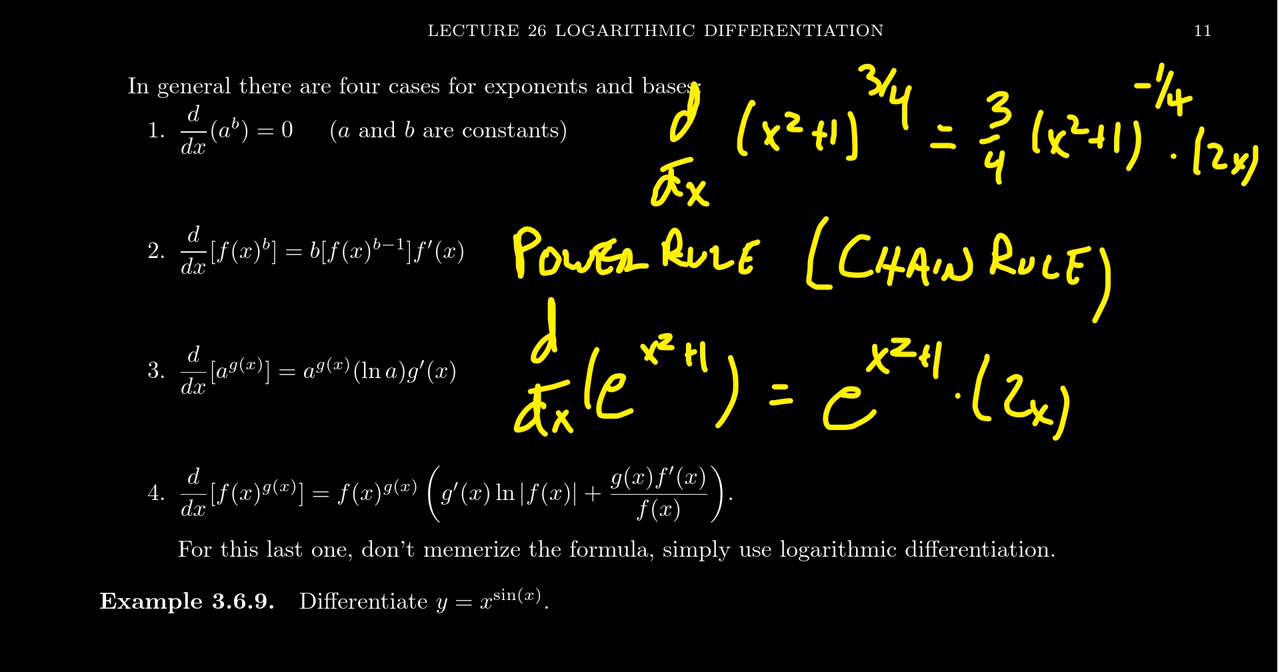 LECTURE 26 LOGARITHMIC DIFFERENTIATION 11
In general there are four cases for exponents and bases:
1. d/dx (a^b) = 0 (a and b are constants)
d/dx (x²+1)^{3/4} = 3/4 (x²+1)^{-1/4} · (2x)
2. d/dx [f(x)^b] = b[f(x)^{b−1}]f′(x)
POWER RULE (CHAIN RULE)
3. d/dx [a^{g(x)}] = a^{g(x)}(ln a)g′(x)
d/dx (e^{x²+1}) = e^{x²+1} · (2x)
4. d/dx [f(x)^{g(x)}] = f(x)^{g(x)} (g′(x) ln |f(x)| + g(x)f′(x)/f(x)).
For this last one, don't memerize the formula, simply use logarithmic differentiation.
Example 3.6.9. Differentiate y = x^{sin(x)}.